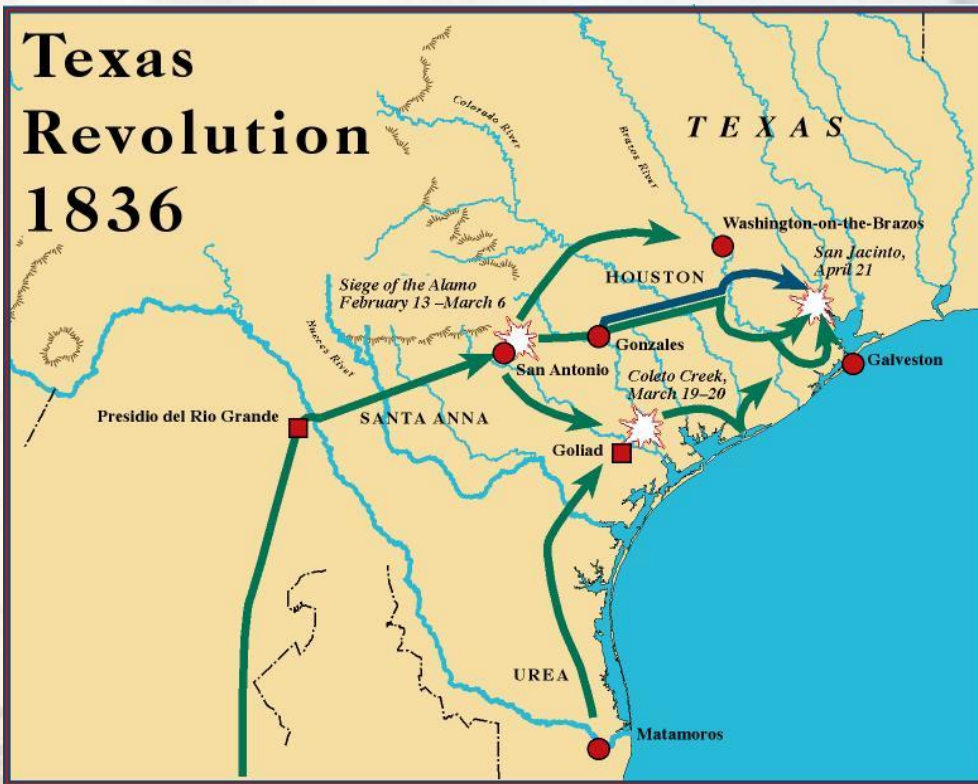 Texas
Revolution
1836
Colorado River
Brazos River
TEXAS
Washington-on-the-Brazos
San Jacinto,
April 21
HOUSTON
Siege of the Alamo
February 13 –March 6
Nueces River
Gonzales
San Antonio
Galveston
Coleto Creek,
March 19–20
Presidio del Rio Grande
SANTA ANNA
Goliad
UREA
Matamoros